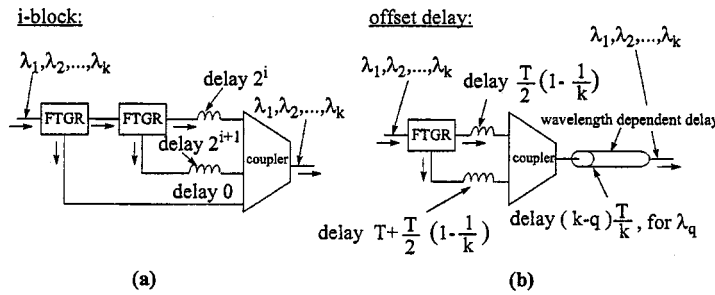 i-block:
λ1,λ2,...,λk
FTGR
FTGR
delay 2^i
delay 2^{i+1}
delay 0
λ1,λ2,...,λk
coupler
(a)
offset delay:
λ1,λ2,...,λk
FTGR
delay T/2 (1-1/k)
delay T+T/2 (1-1/k)
coupler
λ1,λ2,...,λk
wavelength dependent delay
delay (k-q)T/k, for λq
(b)